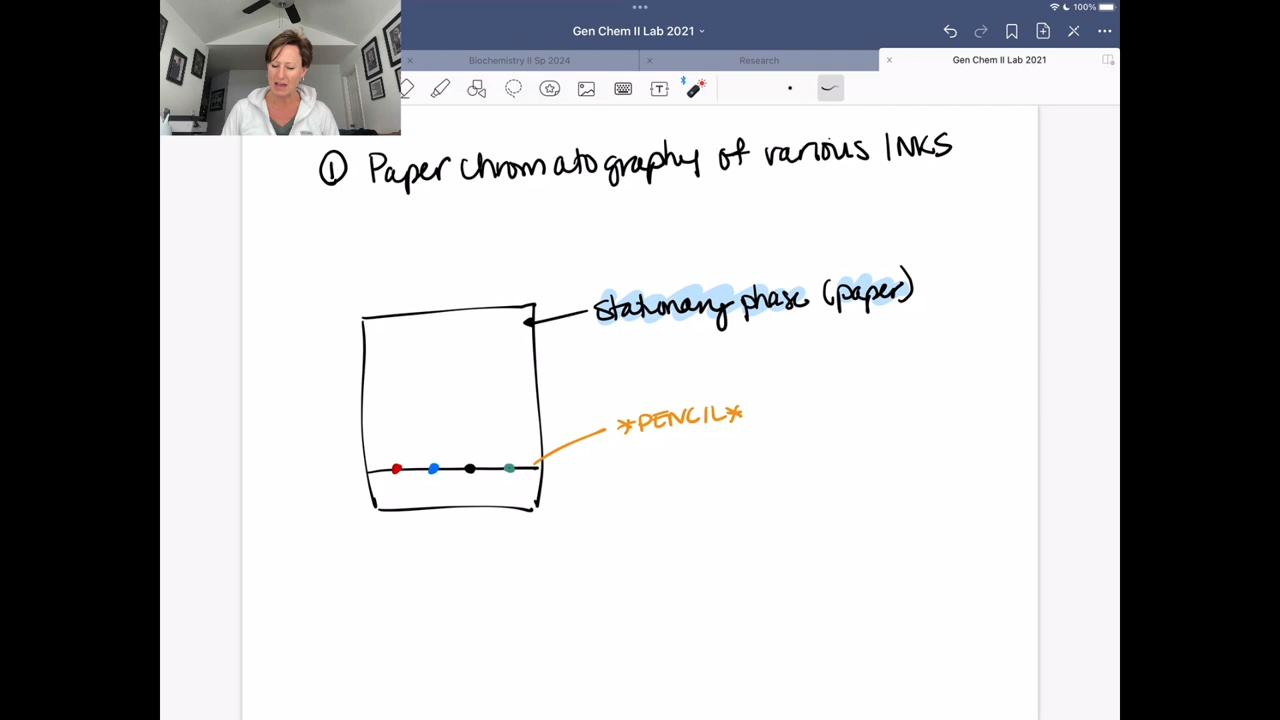 100%
Gen Chem II Lab 2021
Biochemistry II Sp 2024
Research
Gen Chem II Lab 2021
T
① Paper chromatography of various INKS
stationary phase (paper)
*PENCIL*